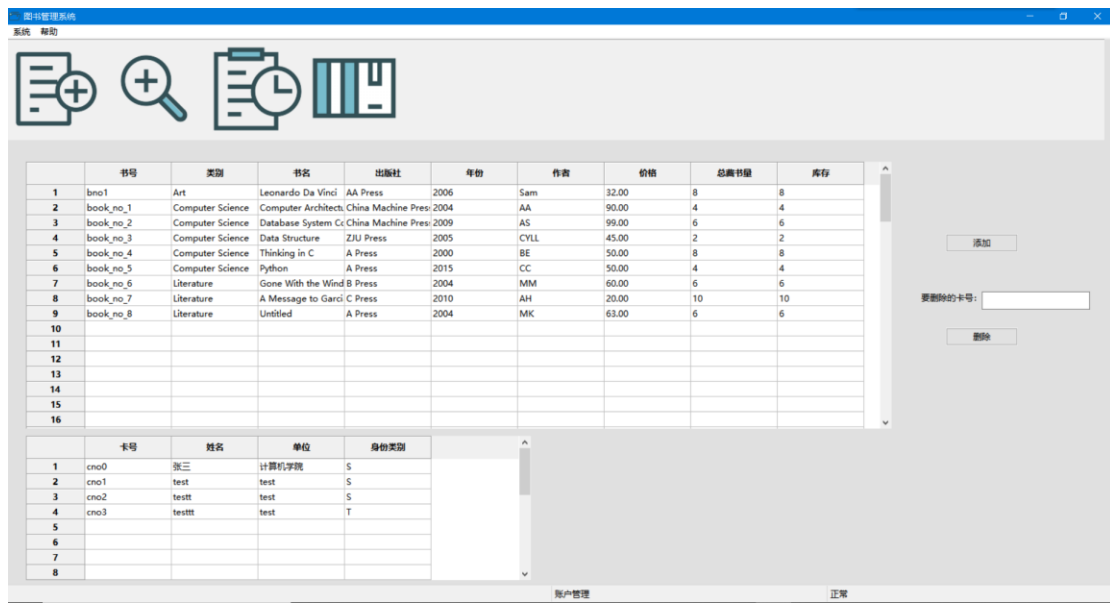 图书管理系统
系统 帮助
书号 类别 书名 出版社 年份 作者 价格 总藏书量 库存
1 bno1 Art Leonardo Da Vinci AA Press 2006 Sam 32.00 8 8
2 book_no_1 Computer Science Computer Architectu China Machine Press 2004 AA 90.00 4 4
3 book_no_2 Computer Science Database System Co China Machine Press 2009 AS 99.00 6 6
4 book_no_3 Computer Science Data Structure ZJU Press 2005 CYLL 45.00 2 2
5 book_no_4 Computer Science Thinking in C A Press 2000 BE 50.00 8 8
6 book_no_5 Computer Science Python A Press 2015 CC 50.00 4 4
7 book_no_6 Literature Gone With the Wind B Press 2004 MM 60.00 6 6
8 book_no_7 Literature A Message to Garci C Press 2010 AH 20.00 10 10
9 book_no_8 Literature Untitled A Press 2004 MK 63.00 6 6
10
11
12
13
14
15
16
添加
要删除的卡号:
删除
卡号 姓名 单位 身份类别
1 cno0 张三 计算机学院 S
2 cno1 test test S
3 cno2 testt test S
4 cno3 testtt test T
5
6
7
8
账户管理 正常